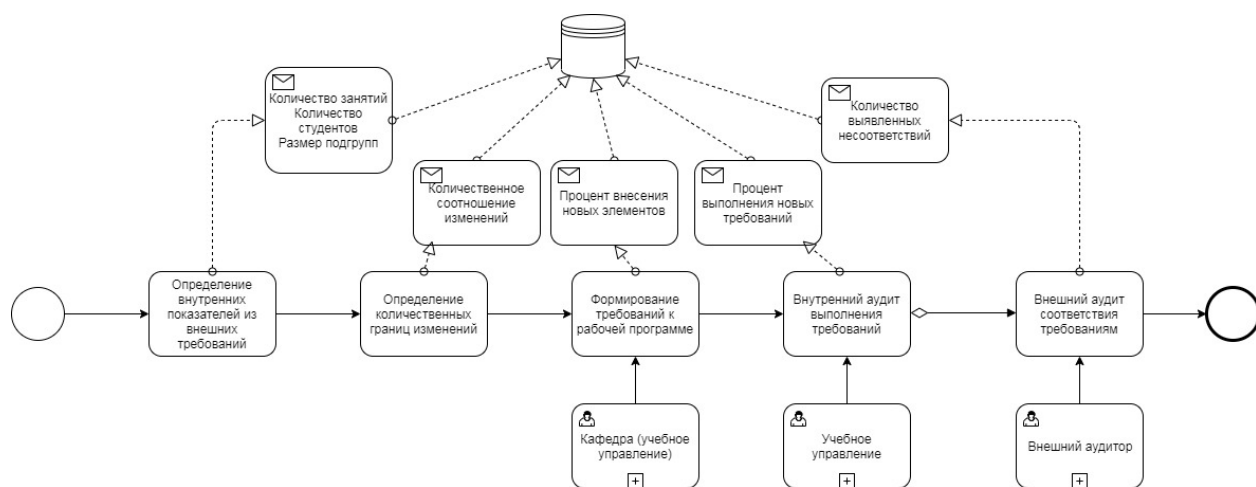 Количество занятий
Количество
студентов
Размер подгрупп
Количество
выявленных
несоответствий
Количественное
соотношение
изменений
Процент внесения
новых элементов
Процент
выполнения новых
требований
Определение
внутренних
показателей из
внешних
требований
Определение
количественных
границ изменений
Формирование
требований к
рабочей программе
Внутренний аудит
выполнения
требований
Внешний аудит
соответствия
требованиям
Кафедра (учебное
управление)
Учебное
управление
Внешний аудитор